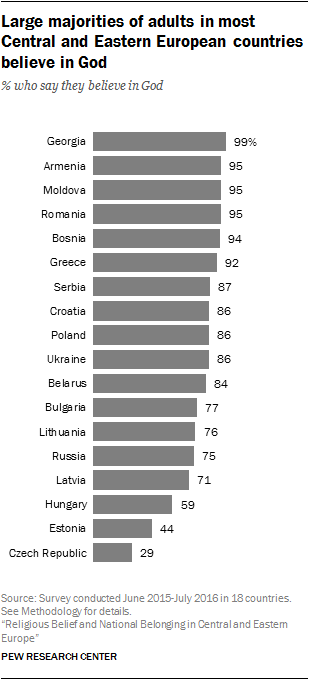 Large majorities of adults in most
Central and Eastern European countries
believe in God
% who say they believe in God
Georgia 99%
Armenia 95
Moldova 95
Romania 95
Bosnia 94
Greece 92
Serbia 87
Croatia 86
Poland 86
Ukraine 86
Belarus 84
Bulgaria 77
Lithuania 76
Russia 75
Latvia 71
Hungary 59
Estonia 44
Czech Republic 29
Source: Survey conducted June 2015-July 2016 in 18 countries.
See Methodology for details.
“Religious Belief and National Belonging in Central and Eastern
Europe”
PEW RESEARCH CENTER